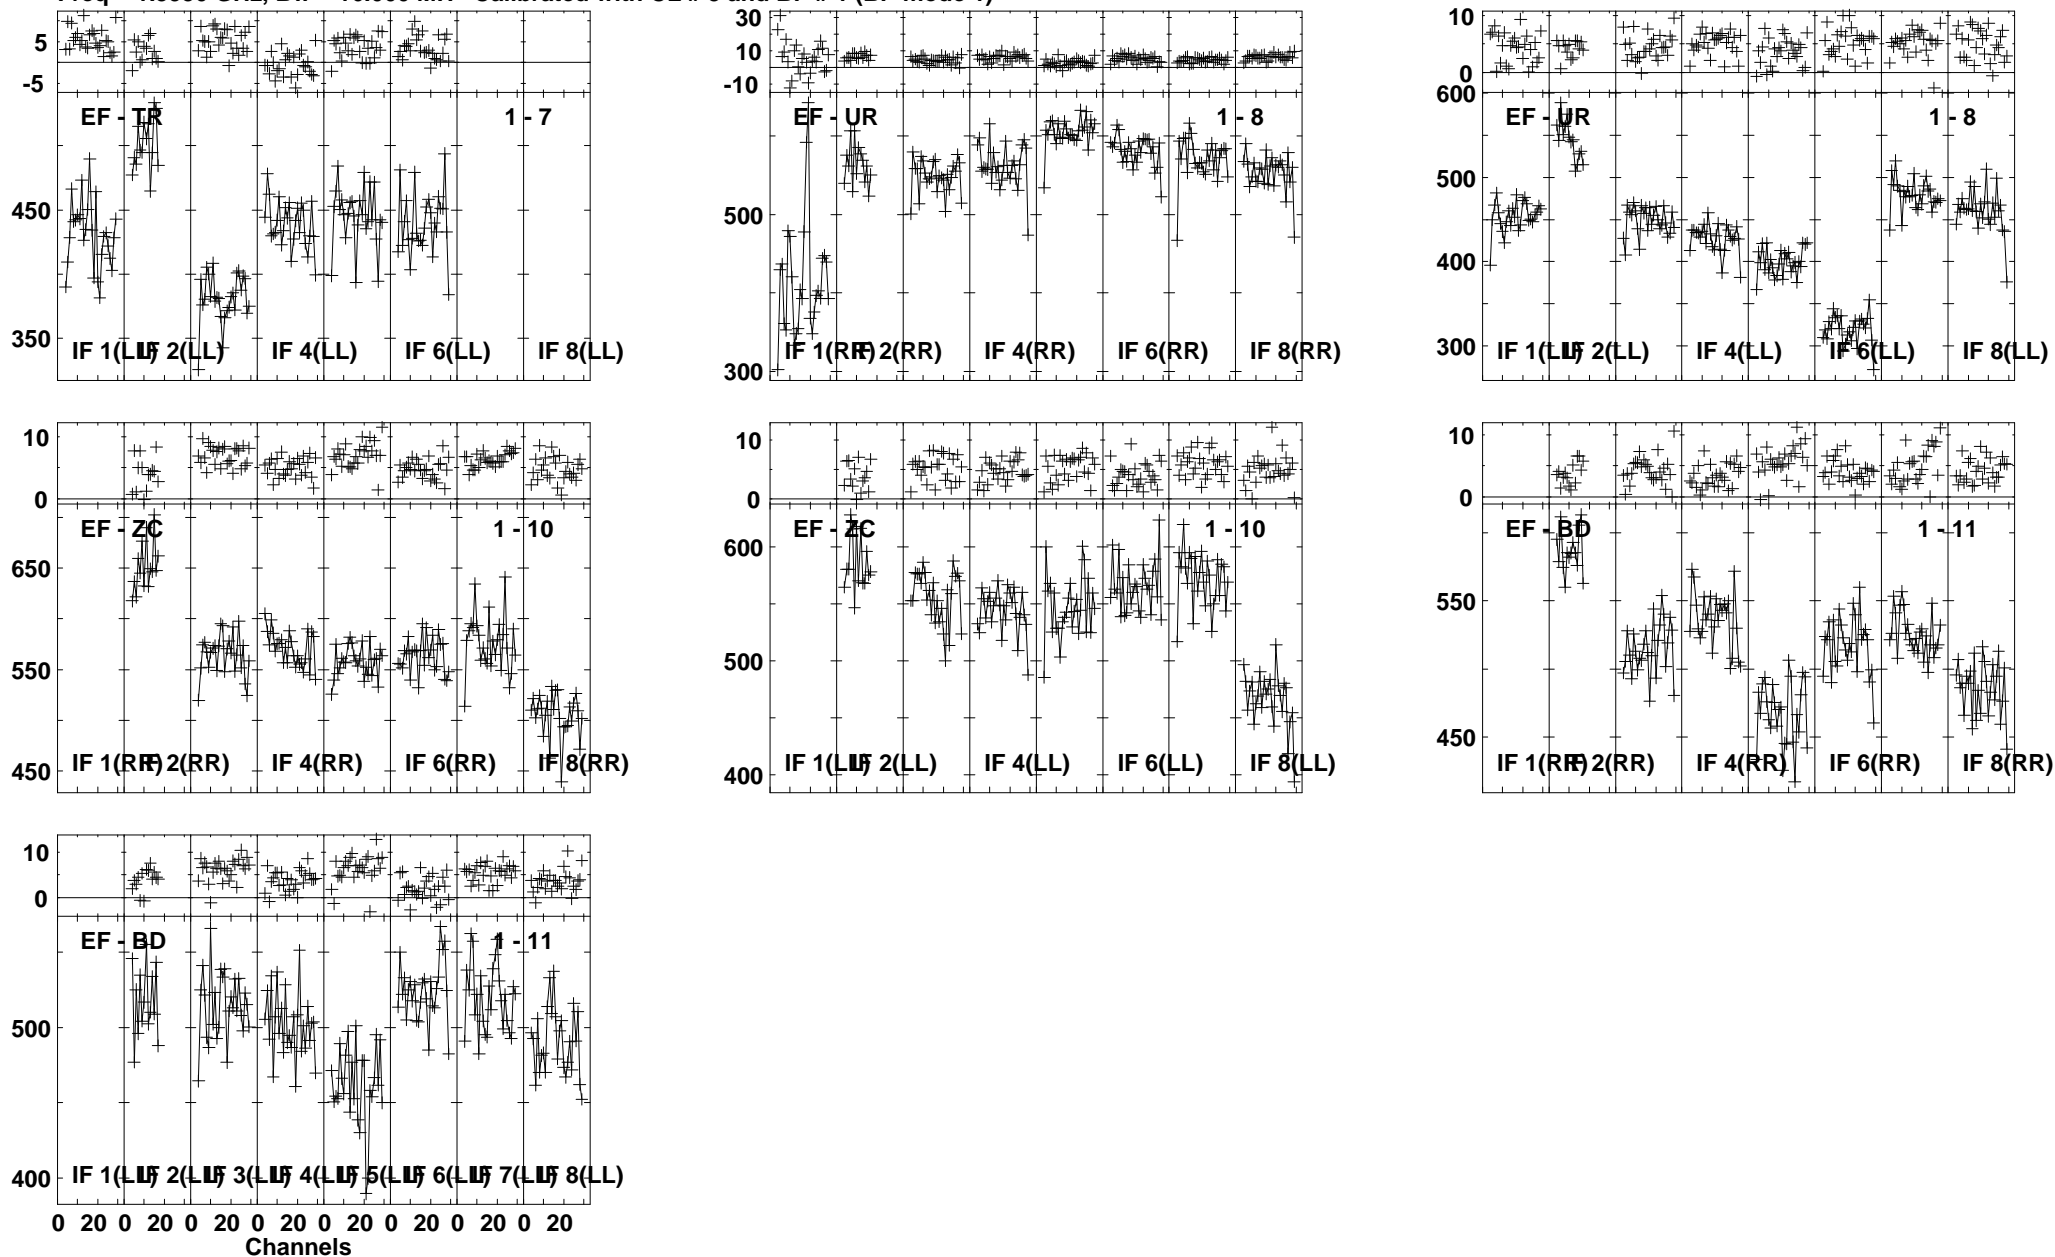 5
-5
EF - TR
1 - 7
450
350
IF 1(LL) IF 2(LL) IF 4(LL) IF 6(LL) IF 8(LL)
30
10
-10
EF - UR
1 - 8
500
300
IF 1(RR) IF 2(RR) IF 4(RR) IF 6(RR) IF 8(RR)
10
0
600
EF - UR
1 - 8
500
400
300
IF 1(LL) IF 2(LL) IF 4(LL) IF 6(LL) IF 8(LL)
10
0
EF - ZC
1 - 10
650
550
450
IF 1(RR) IF 2(RR) IF 4(RR) IF 6(RR) IF 8(RR)
10
0
EF - ZC
1 - 10
600
500
400
IF 1(LL) IF 2(LL) IF 4(LL) IF 6(LL) IF 8(LL)
10
0
EF - BD
1 - 11
550
450
IF 1(RR) IF 2(RR) IF 4(RR) IF 6(RR) IF 8(RR)
10
0
EF - BD
1 - 11
500
400
IF 1(LL) IF 2(LL) IF 3(LL) IF 4(LL) IF 5(LL) IF 6(LL) IF 7(LL) IF 8(LL)
0 20 0 20 0 20 0 20 0 20 0 20 0 20 0 20
Channels